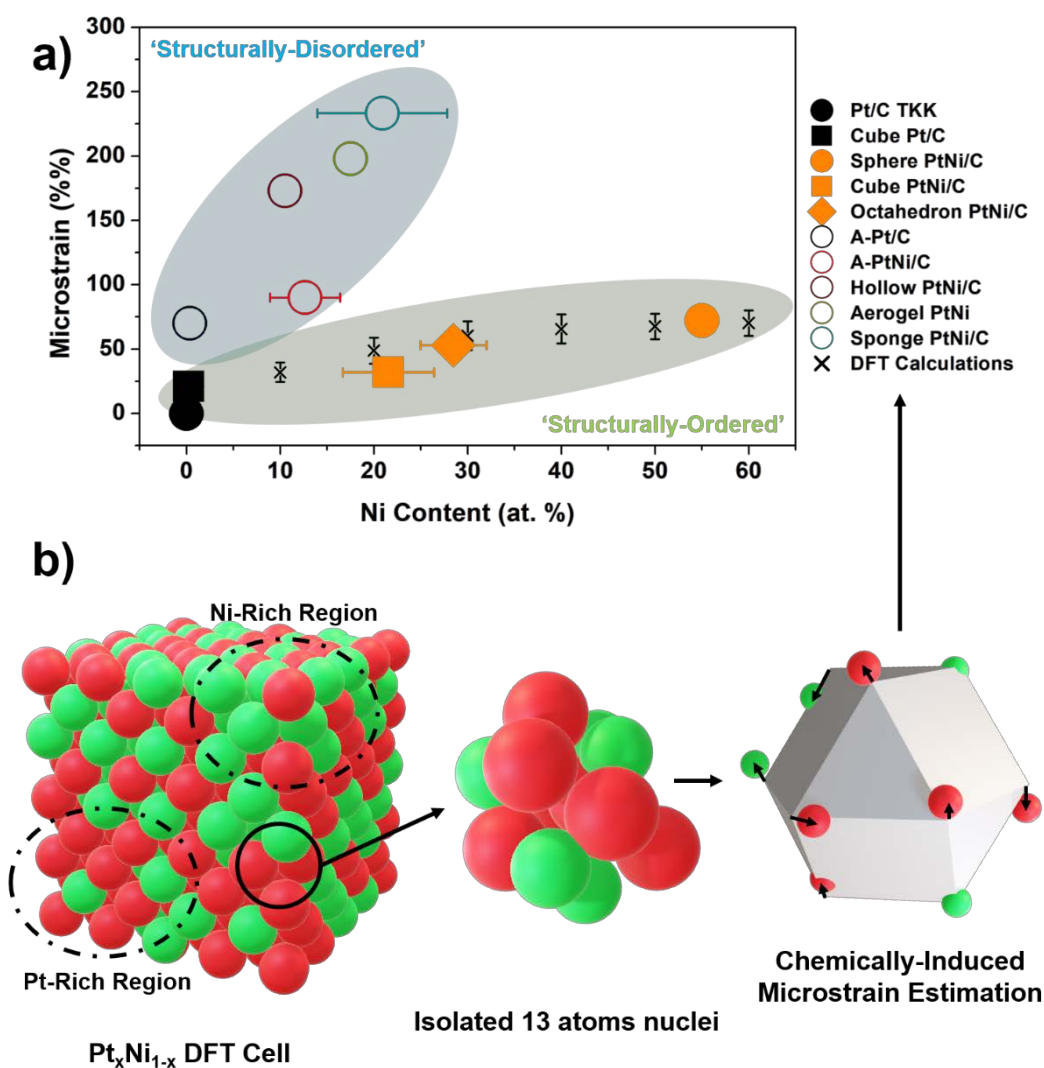 a)
300
250
200
150
100
50
0
Microstrain (%%)
'Structurally-Disordered'
'Structurally-Ordered'
0 10 20 30 40 50 60
Ni Content (at. %)
Pt/C TKK
Cube Pt/C
Sphere PtNi/C
Cube PtNi/C
Octahedron PtNi/C
A-Pt/C
A-PtNi/C
Hollow PtNi/C
Aerogel PtNi
Sponge PtNi/C
DFT Calculations
b)
Ni-Rich Region
Pt-Rich Region
PtₓNi₁₋ₓ DFT Cell
Isolated 13 atoms nuclei
Chemically-Induced
Microstrain Estimation